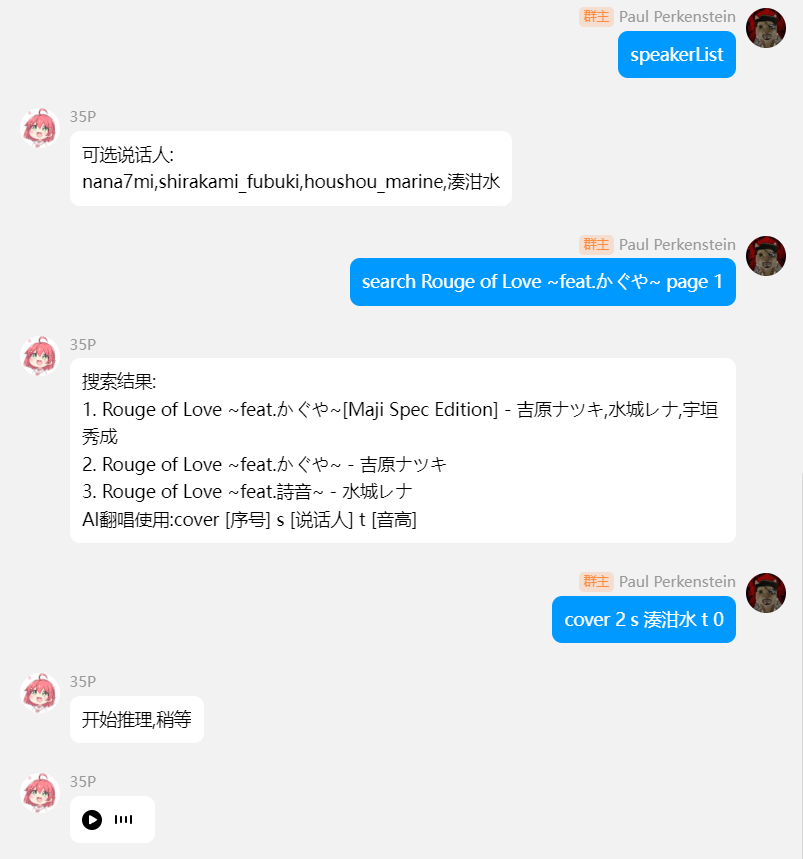 群主 Paul Perkenstein
speakerList
35P
可选说话人:
nana7mi,shirakami_fubuki,houshou_marine,湊泔水
群主 Paul Perkenstein
search Rouge of Love ~feat.かぐや~ page 1
35P
搜索结果:
1. Rouge of Love ~feat.かぐや~[Maji Spec Edition] - 吉原ナツキ,水城レナ,宇垣
秀成
2. Rouge of Love ~feat.かぐや~ - 吉原ナツキ
3. Rouge of Love ~feat.詩音~ - 水城レナ
AI翻唱使用:cover [序号] s [说话人] t [音高]
群主 Paul Perkenstein
cover 2 s 湊泔水 t 0
35P
开始推理,稍等
35P